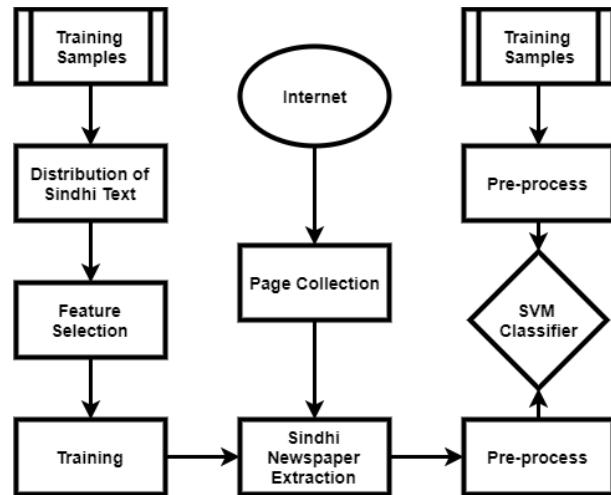 Training
Samples
Distribution of
Sindhi Text
Feature
Selection
Training
Internet
Page Collection
Sindhi
Newspaper
Extraction
Training
Samples
Pre-process
SVM
Classifier
Pre-process